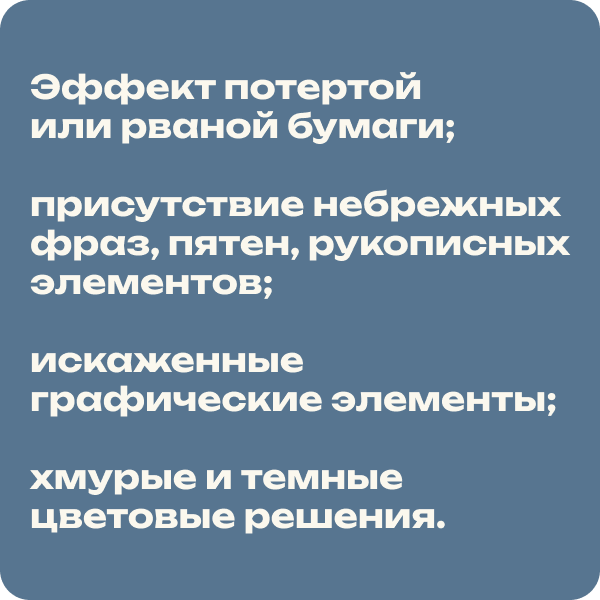 Эффект потертой
или рваной бумаги;
присутствие небрежных
фраз, пятен, рукописных
элементов;
искаженные
графические элементы;
хмурые и темные
цветовые решения.